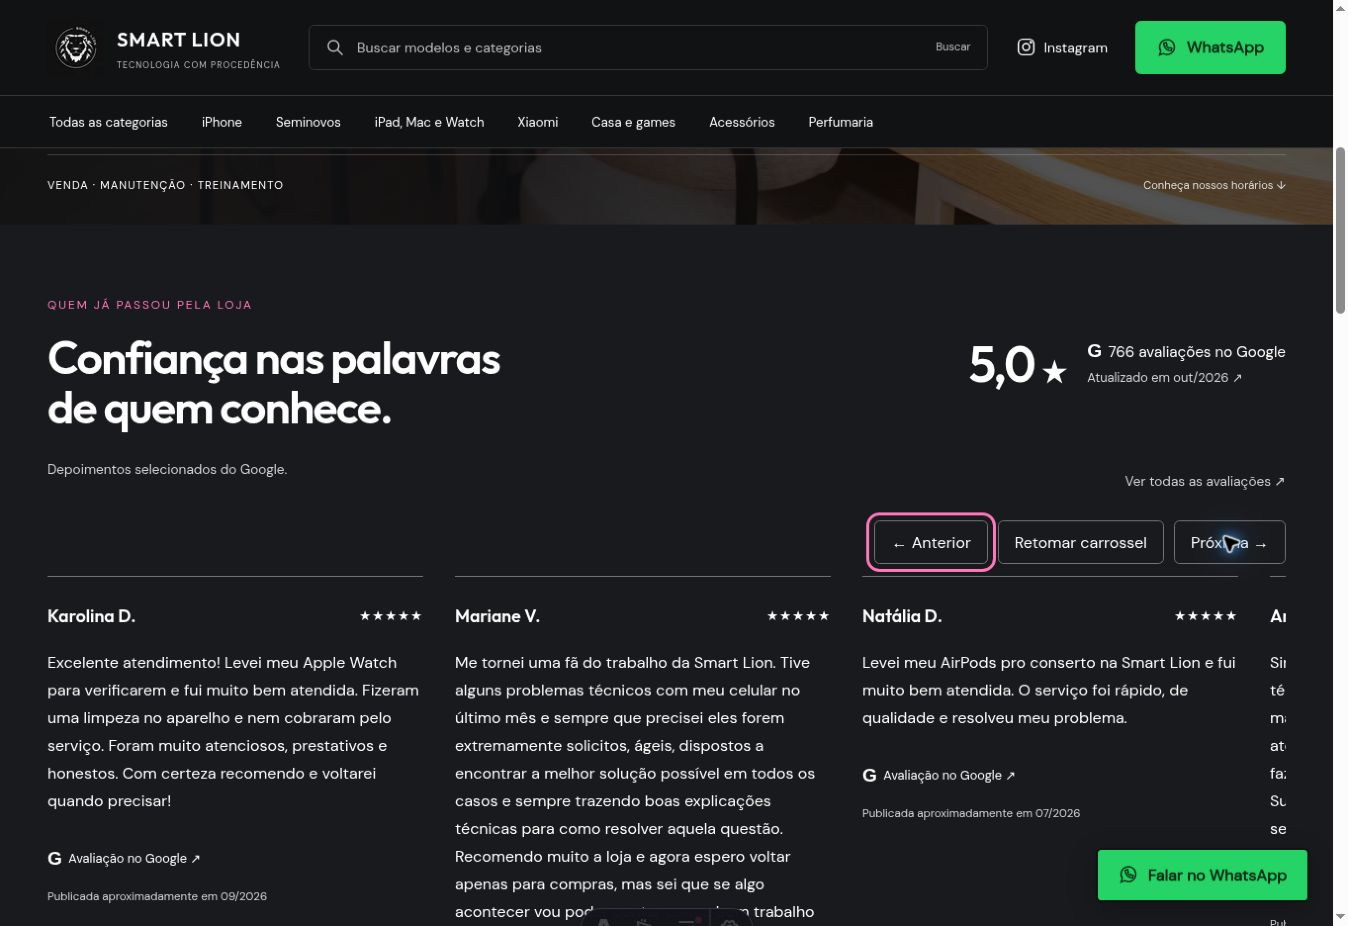 SMART LION
TECNOLOGIA COM PROCEDÊNCIA
Buscar modelos e categorias
Buscar
Instagram
WhatsApp
Todas as categorias
iPhone
Seminovos
iPad, Mac e Watch
Xiaomi
Casa e games
Acessórios
Perfumaria
VENDA · MANUTENÇÃO · TREINAMENTO
Conheça nossos horários ↓
QUEM JÁ PASSOU PELA LOJA
Confiança nas palavras
de quem conhece.
5,0 ★
G 766 avaliações no Google
Atualizado em out/2026 ↗
Depoimentos selecionados do Google.
Ver todas as avaliações ↗
← Anterior
Retomar carrossel
→
Karolina D.
★★★★★
Excelente atendimento! Levei meu Apple Watch
para verificarem e fui muito bem atendida. Fizeram
uma limpeza no aparelho e nem cobraram pelo
serviço. Foram muito atenciosos, prestativos e
honestos. Com certeza recomendo e voltarei
quando precisar!
G Avaliação no Google ↗
Publicada aproximadamente em 09/2026
Mariane V.
★★★★★
Me tornei uma fã do trabalho da Smart Lion. Tive
alguns problemas técnicos com meu celular no
último mês e sempre que precisei eles forem
extremamente solicitos, ágeis, dispostos a
encontrar a melhor solução possível em todos os
casos e sempre trazendo boas explicações
técnicas para como resolver aquela questão.
Recomendo muito a loja e agora espero voltar
apenas para compras, mas sei que se algo
acontecer vou trabalho
Natália D.
★★★★★
Levei meu AirPods pro conserto na Smart Lion e fui
muito bem atendida. O serviço foi rápido, de
qualidade e resolveu meu problema.
G Avaliação no Google ↗
Publicada aproximadamente em 07/2026
Falar no WhatsApp